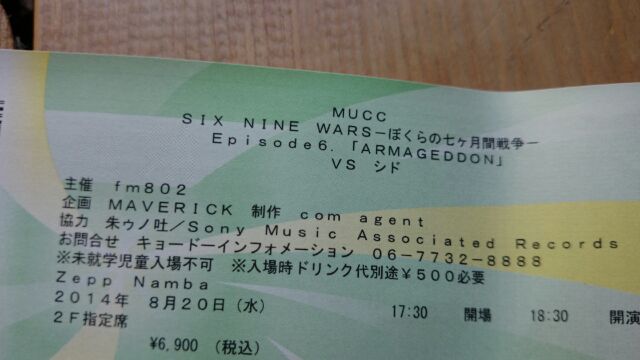 MUCC
SIX NINE WARS－ぼくらの七ヶ月間戦争－
Episode6.「ARMAGEDDON」
VS シド
主催 fm802
企画 MAVERICK 制作 com agent
協力 朱ゥノ吐／Sony Music Associated Records
お問合せ キョードーインフォメーション 06-7732-8888
※未就学児童入場不可 ※入場時ドリンク代別途￥500必要
Zepp Namba
2014年 8月20日（水） 17:30 開場 18:30 開演
2F指定席
¥6,900 （税込）